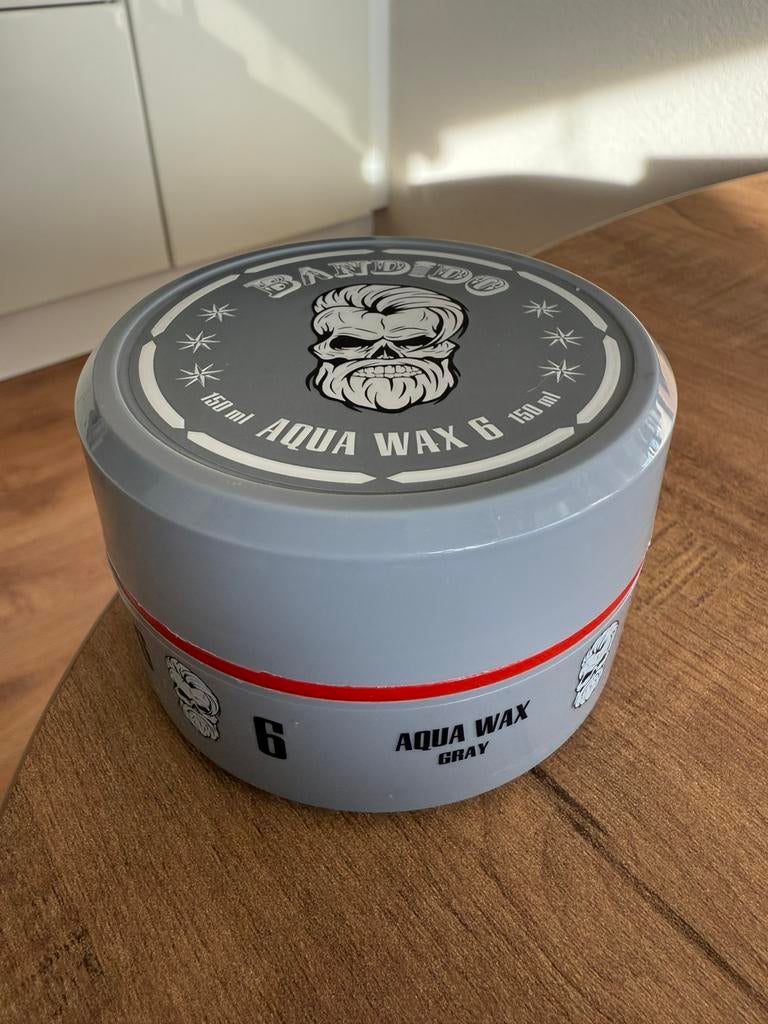 BANDIDO
150 ml AQUA WAX 6 150 ml
6
AQUA WAX
GRAY